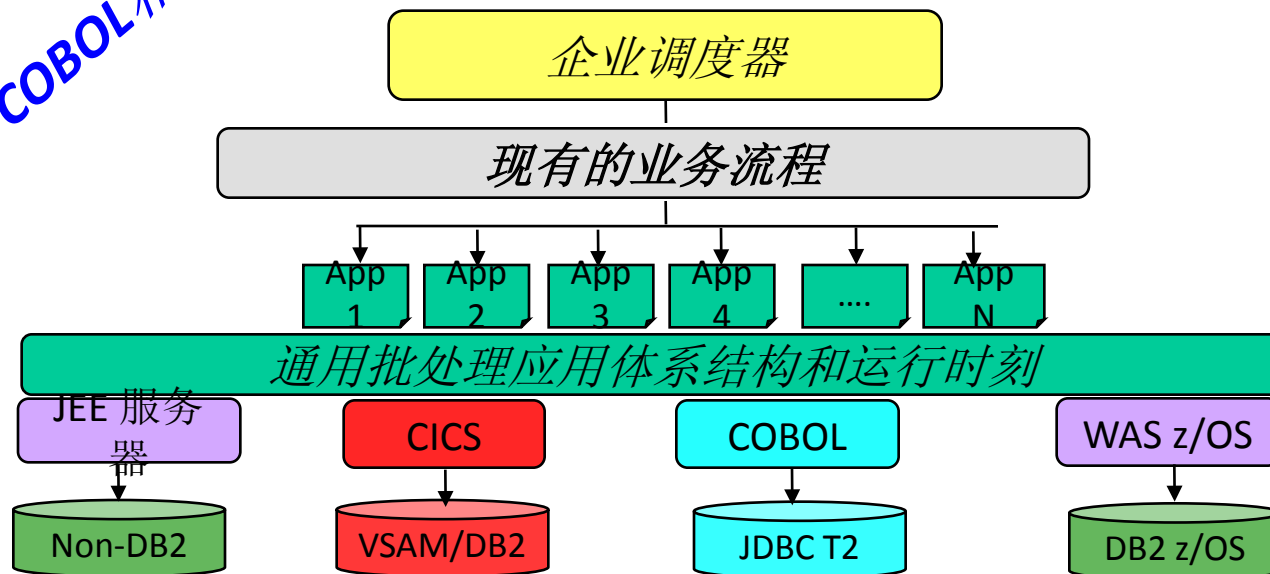 COBOL
企业调度器
现有的业务流程
App
1
App
2
App
3
App
4
....
App
N
通用批处理应用体系结构和运行时刻
JEE 服务
器
CICS
COBOL
WAS z/OS
Non-DB2
VSAM/DB2
JDBC T2
DB2 z/OS